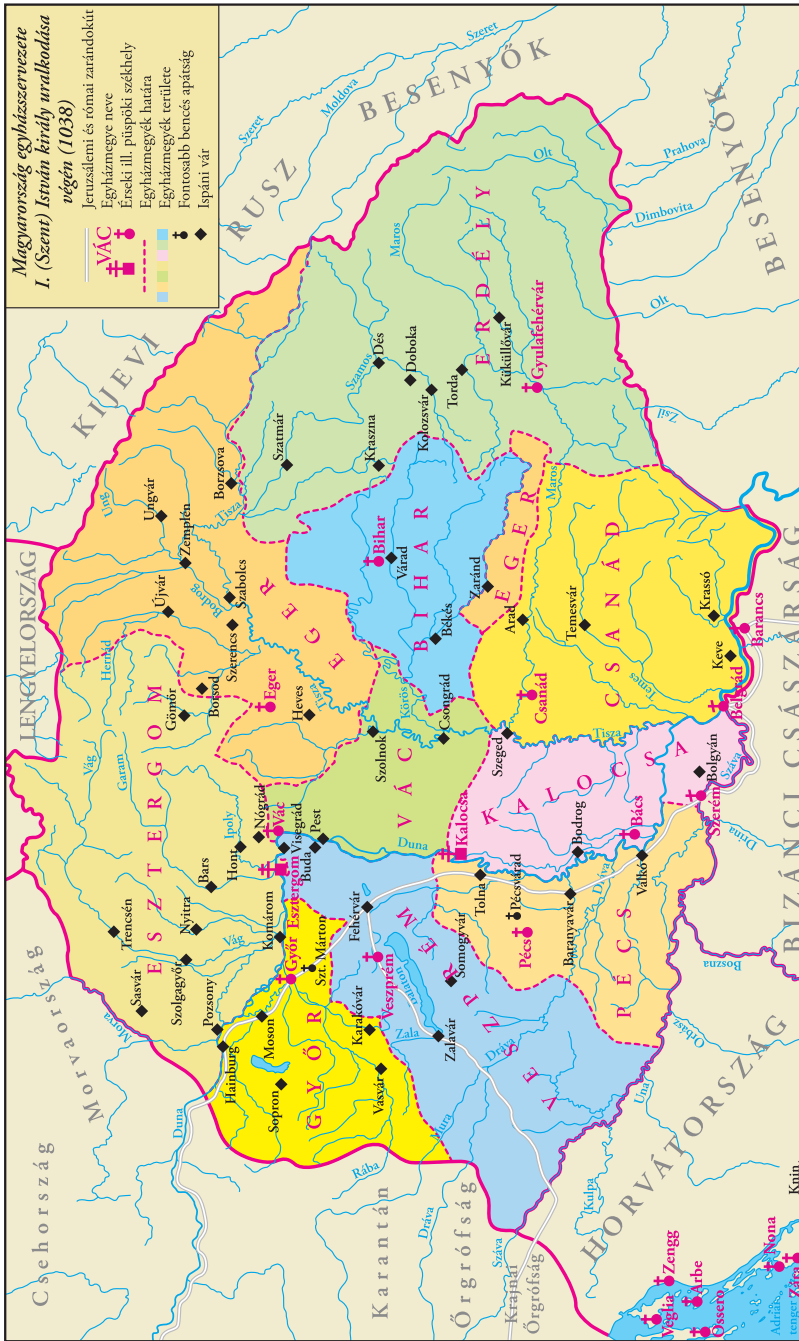 Magyarország egyházszervezete
I. (Szent) István király uralkodása
végén (1038)
Jeruzsálemi és római zarándokút
VÁC
Egyházmegye neve
Érseki ill. püspöki székhely
Egyházmegyék határa
Egyházmegyék területe
Fontosabb bencés apátság
Ispáni vár
Csehország
Morvaország
Morvaország
LENGYELORSZÁG
KIJEVI
RUSZ
BESENYŐK
BESENYŐK
Karantán
Őrgrófság
Krajnai
Őrgrófság
HORVÁTORSZÁG
BIZÁNCI CSÁSZÁRSÁG
ESZTERGOM
GYŐR
VESZPRÉM
PÉCS
VÁC
EGER
EGER
BIHAR
ERDÉLY
CSANÁD
KALOCSA
Sasvár
Trencsén
Szolgagyőr
Nyitra
Bars
Pozsony
Hainburg
Moson
Komárom
Hont
Nógrád
Győr
Esztergom
Vác
Visegrád
Buda
Pest
Szt. Márton
Sopron
Karakóvár
Vasvár
Fehérvár
Veszprém
Zalavár
Somogyvár
Tolna
Pécsvárad
Pécs
Baranyavár
Bodrog
Valkó
Bács
Kalocsa
Szerém
Bolgyán
Belgrád
Barancs
Keve
Krassó
Temesvár
Csanád
Arad
Szeged
Csongrád
Szolnok
Békés
Zaránd
Várad
Bihar
Heves
Eger
Gömör
Borsod
Szerencs
Szabolcs
Újvár
Zemplén
Ungvár
Borzsova
Szatmár
Kraszna
Dés
Doboka
Kolozsvár
Torda
Küküllővár
Gyulafehérvár
Veglia
Zengg
Arbe
Ossero
Nona
Zára
Knin
Duna
Morva
Vág
Vág
Garam
Hernád
Ipoly
Bodrog
Ung
Tisza
Tisza
Tisza
Szamos
Szeret
Szeret
Moldova
Prahova
Dîmbovita
Olt
Olt
Zsil
Maros
Maros
Körös
Temes
Duna
Száva
Drina
Boszna
Orbász
Una
Kulpa
Száva
Dráva
Dráva
Dráva
Mura
Rába
Zala
Balaton
Adriai